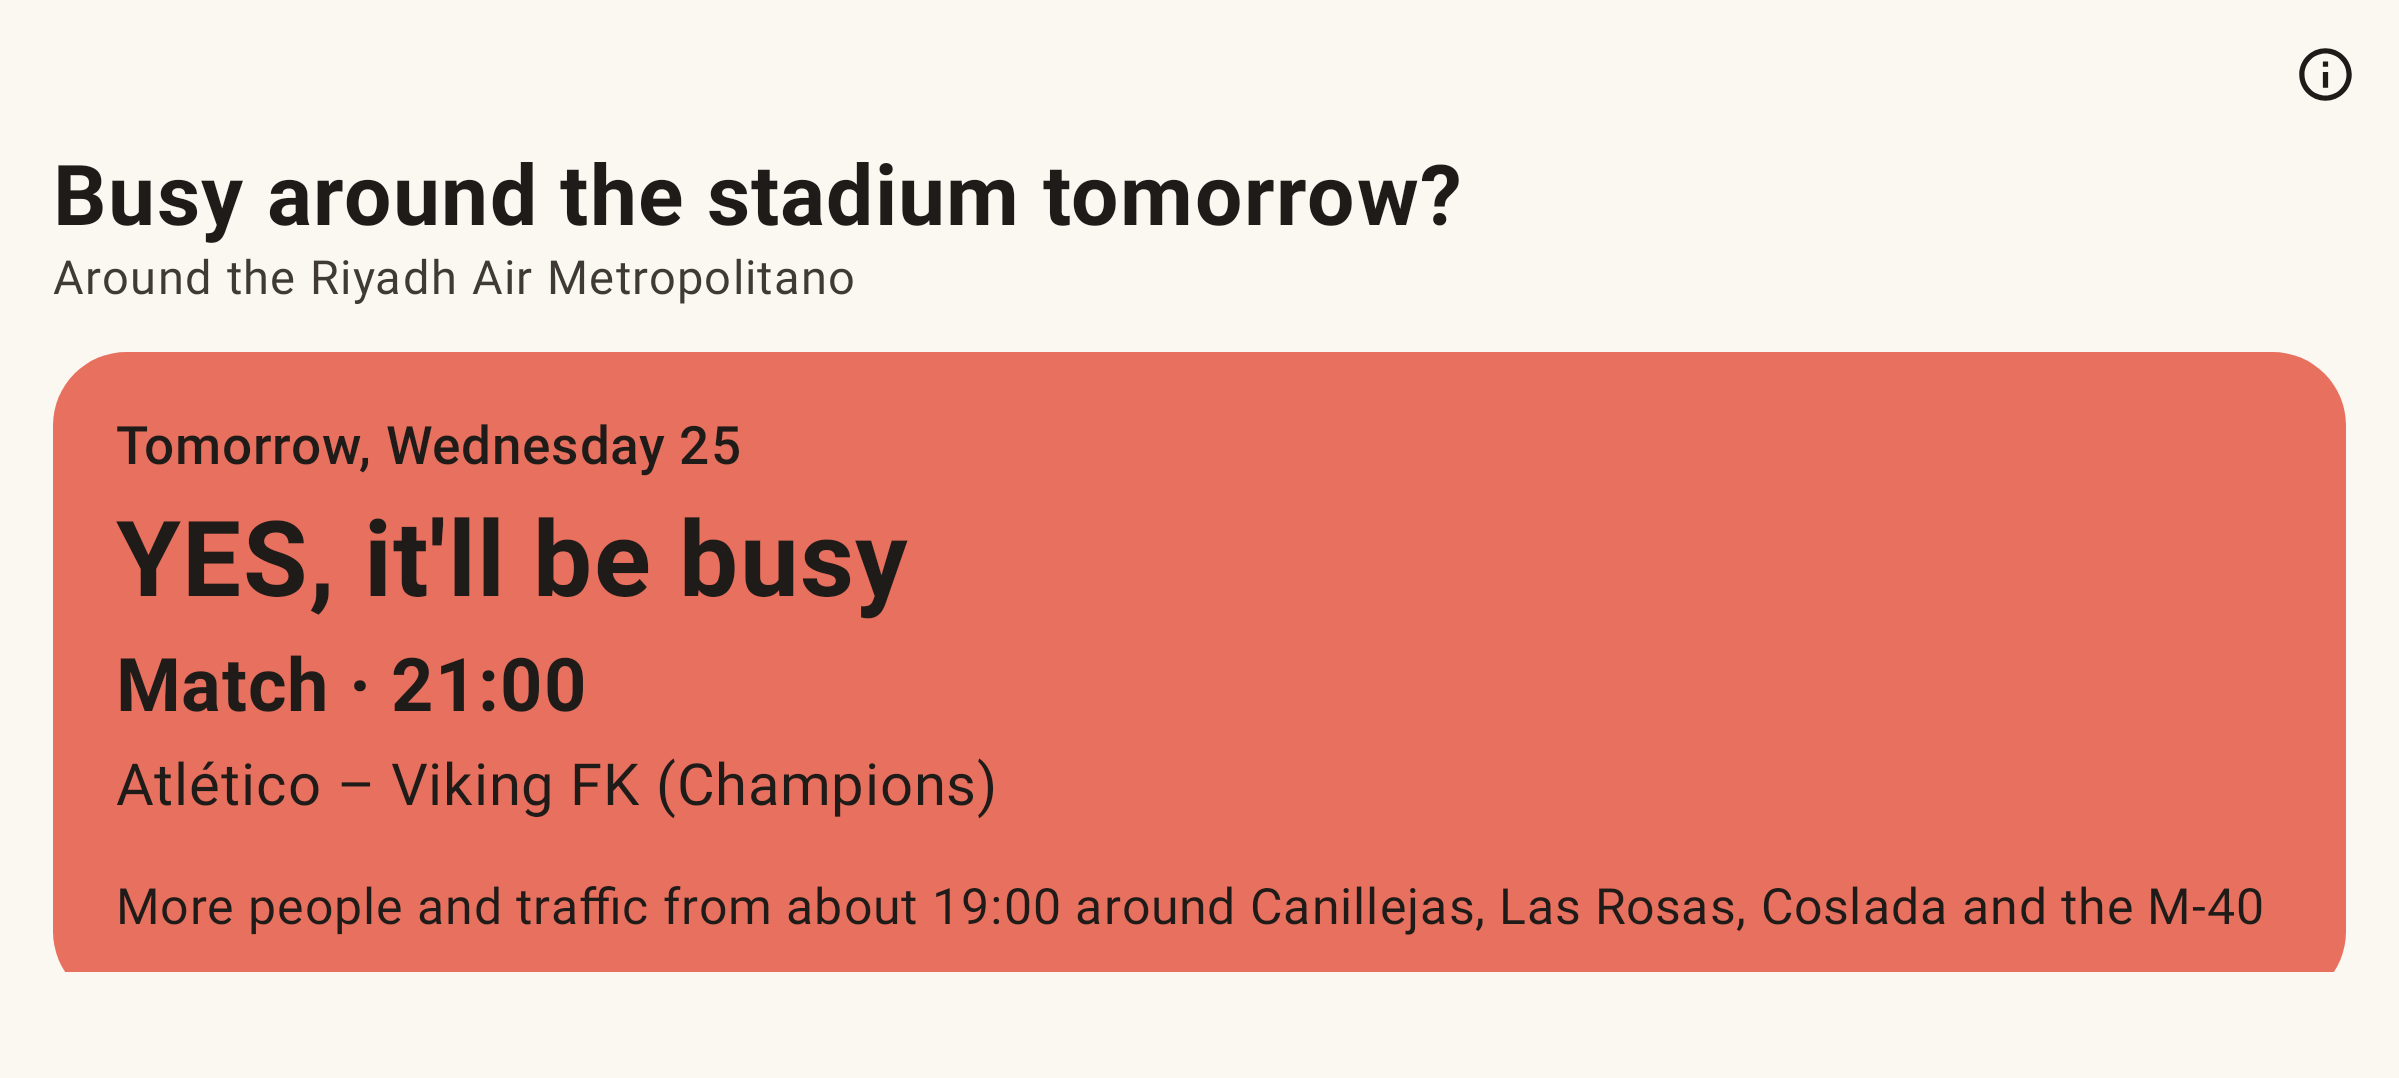 Busy around the stadium tomorrow?
Around the Riyadh Air Metropolitano
Tomorrow, Wednesday 25
YES, it'll be busy
Match · 21:00
Atlético – Viking FK (Champions)
More people and traffic from about 19:00 around Canillejas, Las Rosas, Coslada and the M-40